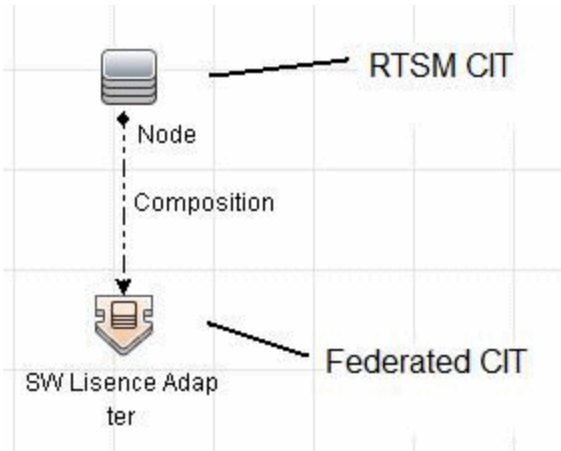 RTSM CIT
Node
Composition
Federated CIT
SW Lisence Adap
ter